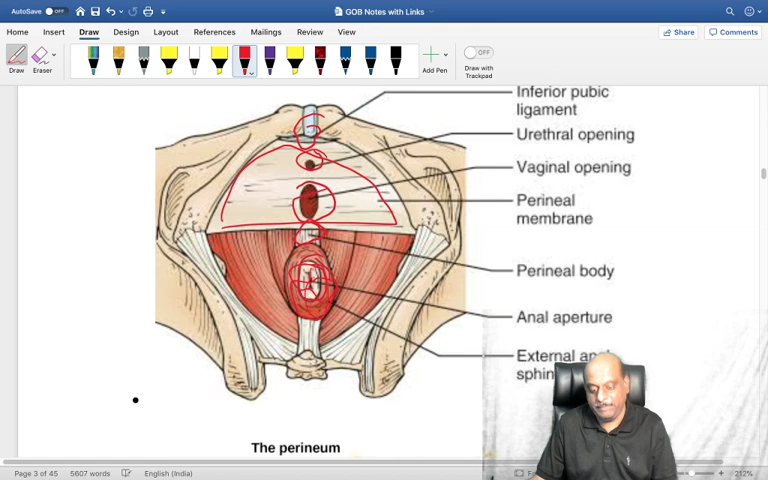 AutoSave OFF
GOB Notes with Links
Home Insert Draw Design Layout References Mailings Review View Share Comments
Draw Eraser Add Pen Draw with Trackpad OFF
Inferior pubic
ligament
Urethral opening
Vaginal opening
Perineal
membrane
Perineal body
Anal aperture
External
The perineum
Page 3 of 45 5607 words English (India) 212%